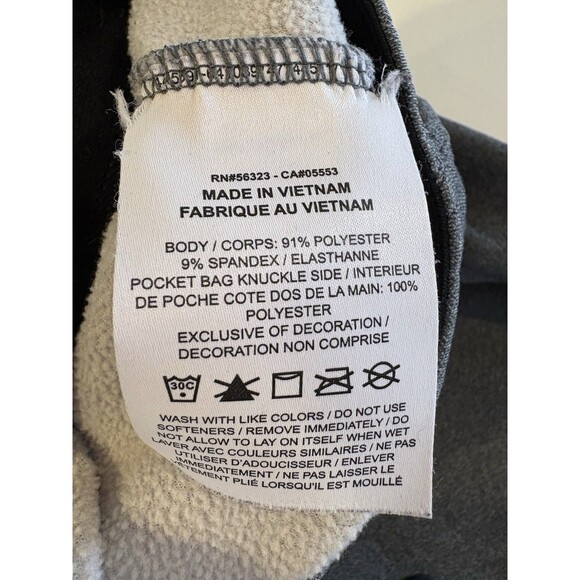 RN#56323 - CA#05553
MADE IN VIETNAM
FABRIQUE AU VIETNAM
BODY / CORPS: 91% POLYESTER
9% SPANDEX / ELASTHANNE
POCKET BAG KNUCKLE SIDE / INTERIEUR
DE POCHE COTE DOS DE LA MAIN: 100%
POLYESTER
EXCLUSIVE OF DECORATION /
DECORATION NON COMPRISE
30C
WASH WITH LIKE COLORS / DO NOT USE
SOFTENERS / REMOVE IMMEDIATELY / DO
NOT ALLOW TO LAY ON ITSELF WHEN WET
LAVER AVEC COULEURS SIMILAIRES / NE PAS
UTILISER D'ADOUCISSEUR / ENLEVER
IMMEDIATEMENT / NE PAS LAISSER LE
VÊTEMENT PLIÉ LORSQU'IL EST MOUILLÉ